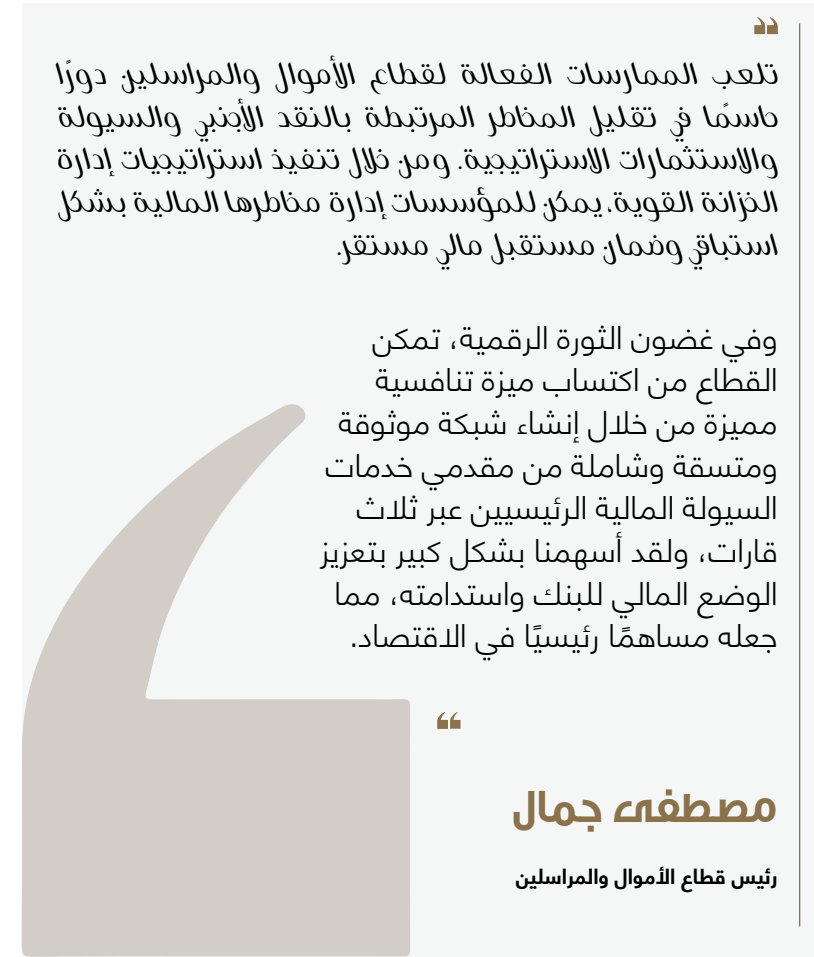 تلعب الممارسات الفعالة لقطاع الأموال والمراسلين دورًا
حاسمًا في تقليل المخاطر المرتبطة بالنقد الأجنبي والسيولة
والاستثمارات الاستراتيجية. ومن خلال تنفيذ استراتيجيات إدارة
الخزانة القوية، يمكن للمؤسسات إدارة مخاطرها المالية بشكل
استباقي وضمان مستقبل مالي مستقر.
وفي غضون الثورة الرقمية، تمكن
القطاع من اكتساب ميزة تنافسية
مميزة من خلال إنشاء شبكة موثوقة
ومتسقة وشاملة من مقدمي خدمات
السيولة المالية الرئيسيين عبر ثلاث
قارات، ولقد أسهمنا بشكل كبير بتعزيز
الوضع المالي للبنك واستدامته، مما
جعله مساهمًا رئيسيًا في الاقتصاد.
مصطفى جمال
رئيس قطاع الأموال والمراسلين